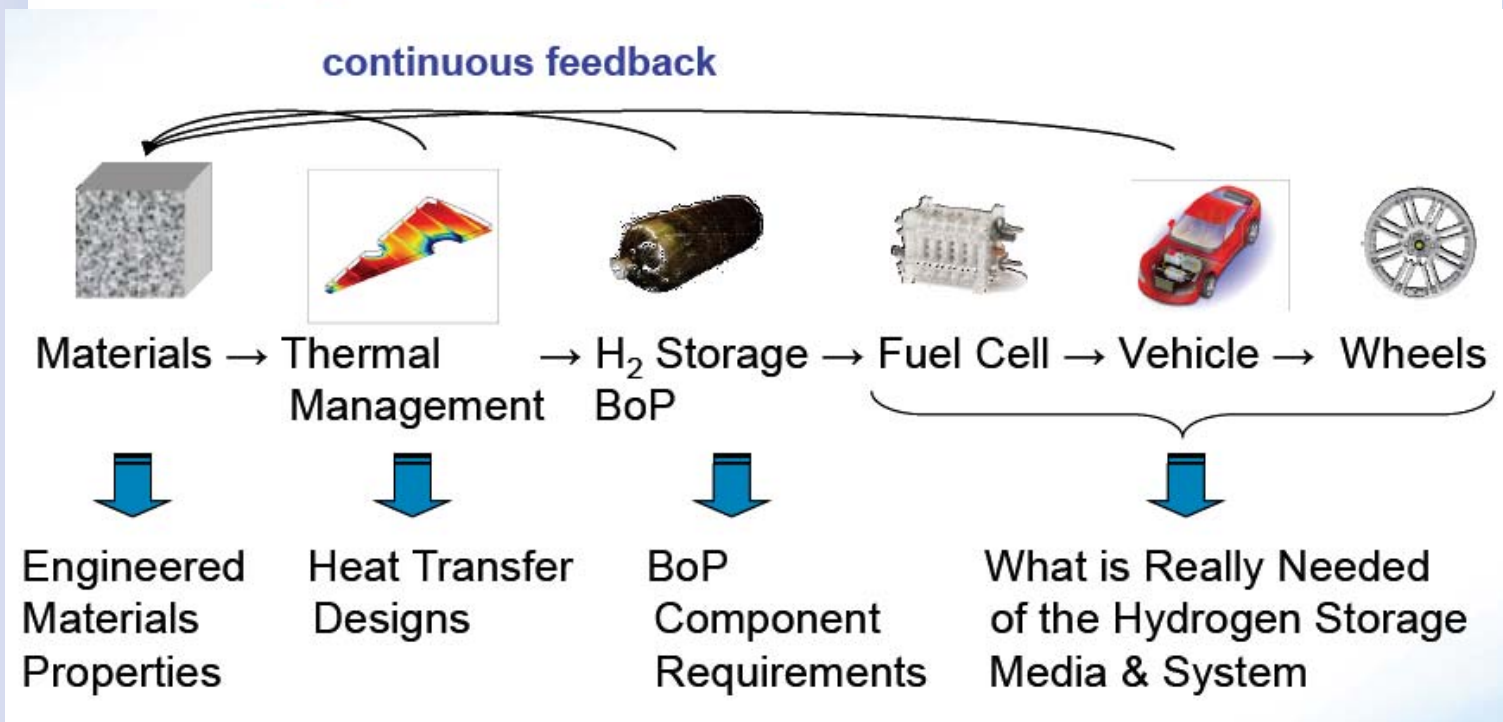 continuous feedback
Materials → Thermal Management → H₂ Storage BoP → Fuel Cell → Vehicle → Wheels
Engineered Materials Properties
Heat Transfer Designs
BoP Component Requirements
What is Really Needed of the Hydrogen Storage Media & System